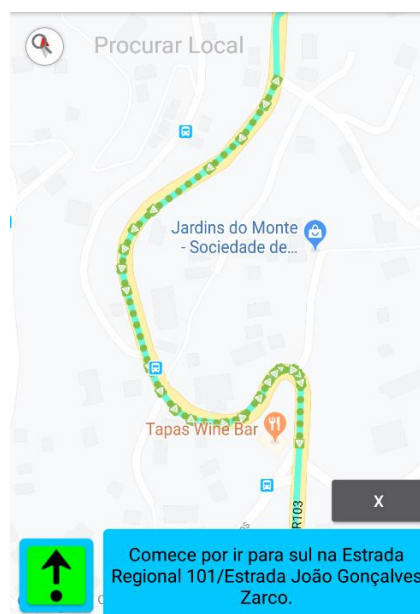 Procurar Local
Jardins do Monte
- Sociedade de...
Tapas Wine Bar
R103
X
Comece por ir para sul na Estrada
Regional 101/Estrada João Gonçalves
Zarco.